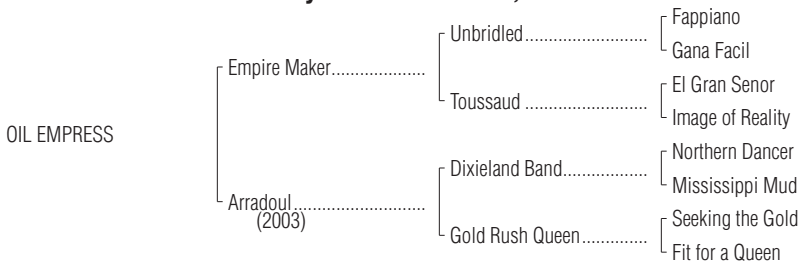 Fappiano
Unbridled..............................
Gana Facil
Empire Maker.....................
El Gran Senor
Toussaud ..............................
Image of Reality
OIL EMPRESS
Northern Dancer
Dixieland Band.....................
Mississippi Mud
Arradoul................................
(2003)
Seeking the Gold
Gold Rush Queen................
Fit for a Queen